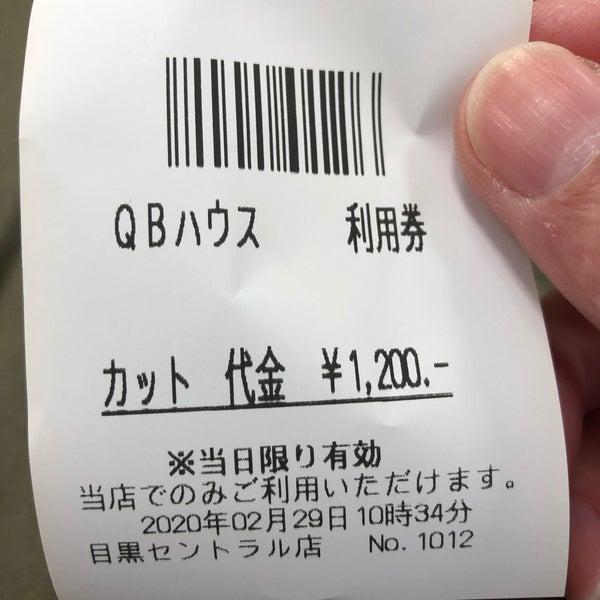 QBハウス 利用券
カット 代金 ¥1,200.-
※当日限り有効
当店でのみご利用いただけます。
2020年02月29日10時34分
目黒セントラル店 No.1012